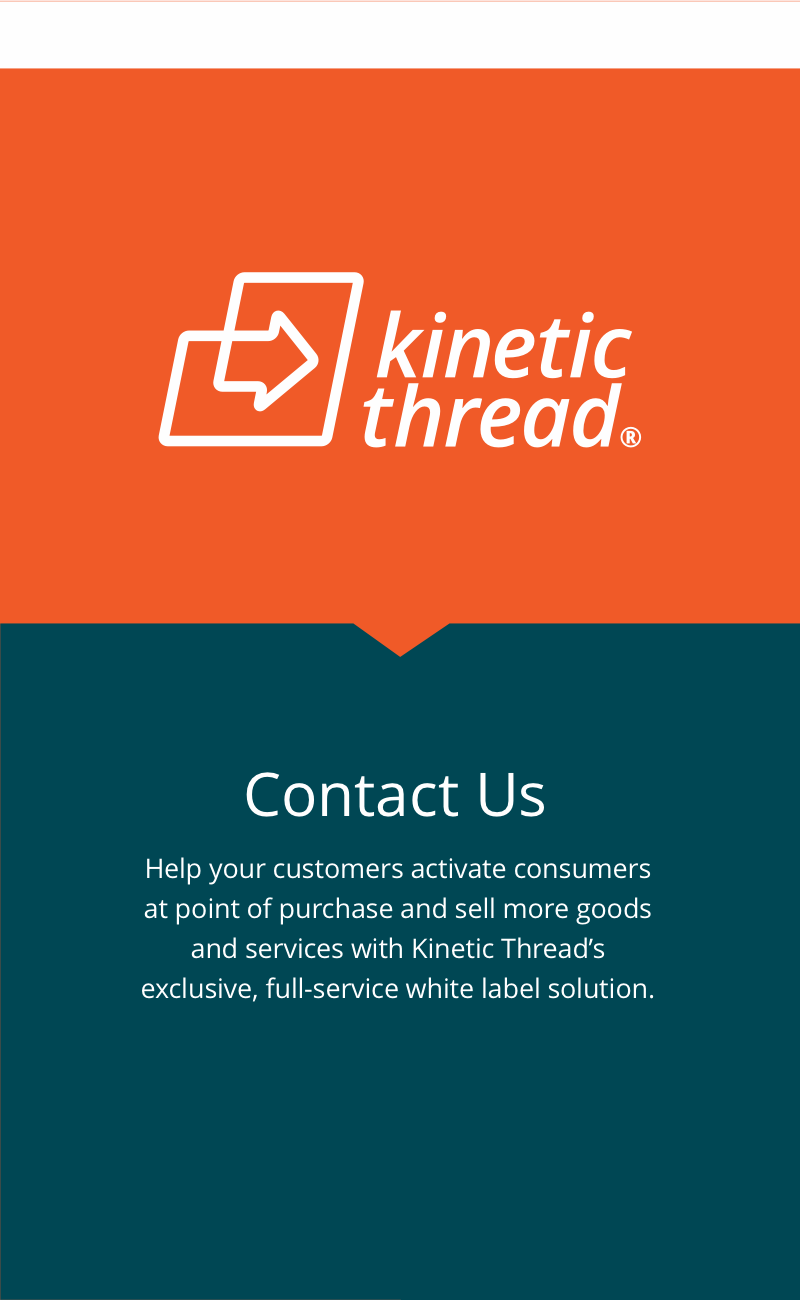 kinetic
thread®
Contact Us
Help your customers activate consumers
at point of purchase and sell more goods
and services with Kinetic Thread’s
exclusive, full-service white label solution.